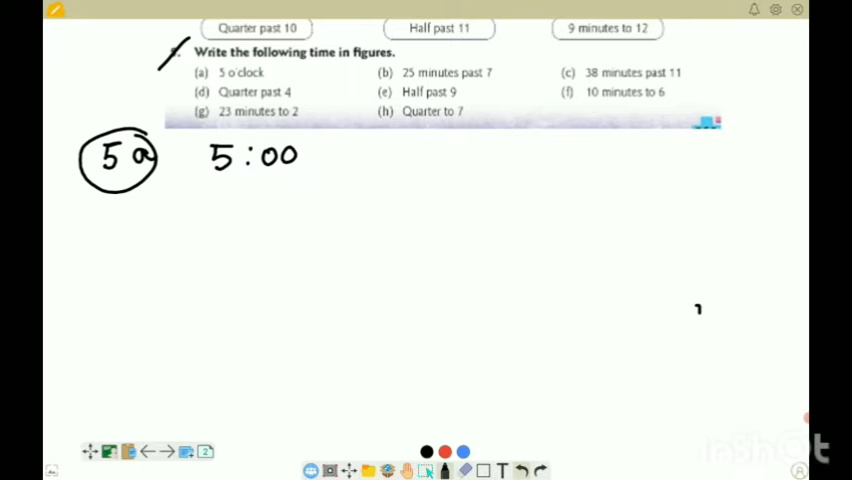 Quarter past 10 Half past 11 9 minutes to 12
Write the following time in figures.
(a) 5 o'clock (b) 25 minutes past 7 (c) 38 minutes past 11
(d) Quarter past 4 (e) Half past 9 (f) 10 minutes to 6
(g) 23 minutes to 2 (h) Quarter to 7
5 a 5:00
2
T
InShot